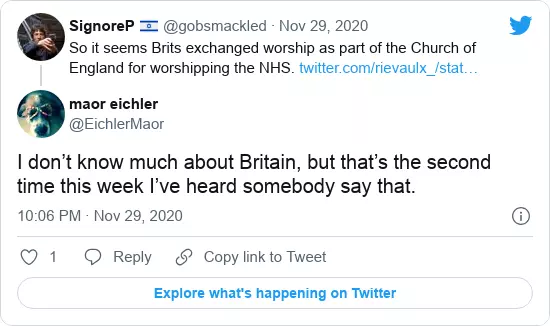 SignoreP 🇮🇱 @gobsmackled · Nov 29, 2020
So it seems Brits exchanged worship as part of the Church of
England for worshipping the NHS. twitter.com/rievaulx_/stat…
maor eichler
@EichlerMaor
I don’t know much about Britain, but that’s the second
time this week I’ve heard somebody say that.
10:06 PM · Nov 29, 2020
1 Reply Copy link to Tweet
Explore what's happening on Twitter